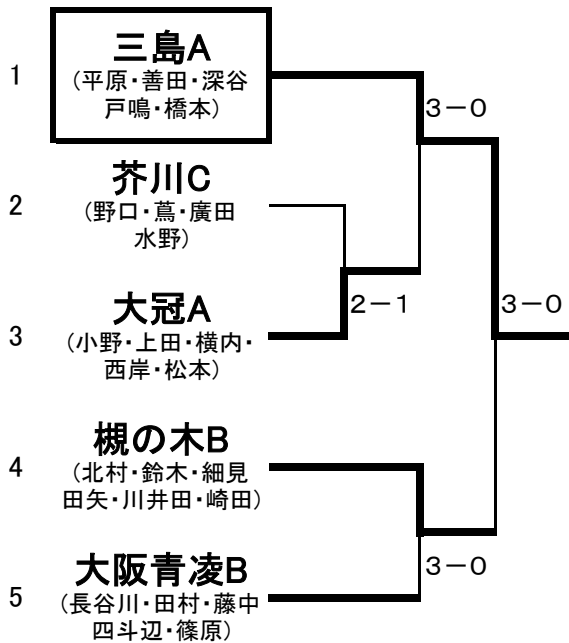 1
三島A
(平原・善田・深谷
戸鳴・橋本)
3−0
2
芥川C
(野口・蔦・廣田
水野)
3
大冠A
(小野・上田・横内・
西岸・松本)
2−1
3−0
4
槻の木B
(北村・鈴木・細見
田矢・川井田・崎田)
5
大阪青凌B
(長谷川・田村・藤中
四斗辺・篠原)
3−0